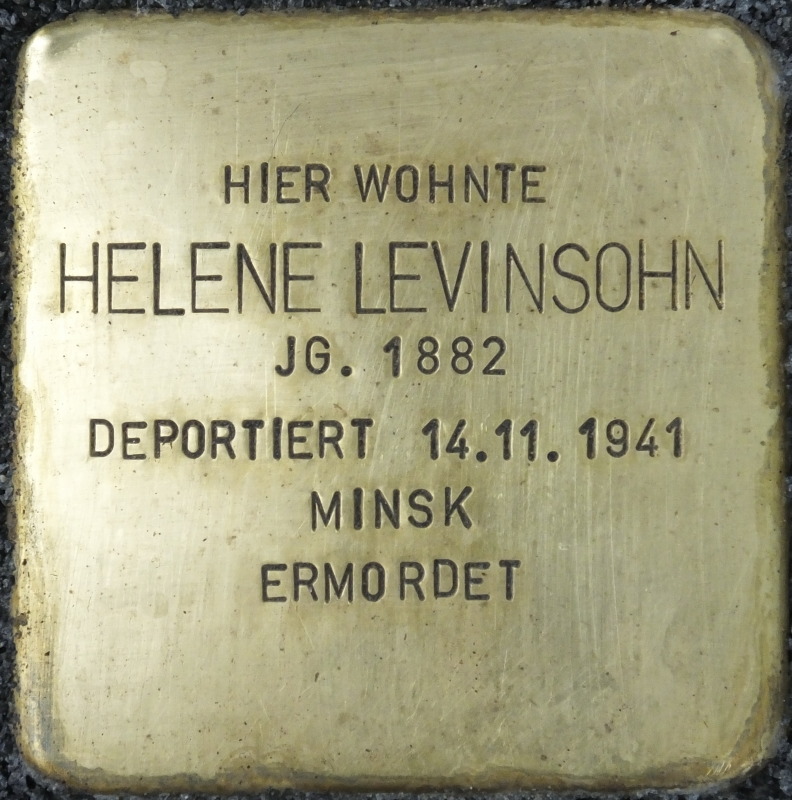 HIER WOHNTE
HELENE LEVINSOHN
JG. 1882
DEPORTIERT 14.11.1941
MINSK
ERMORDET